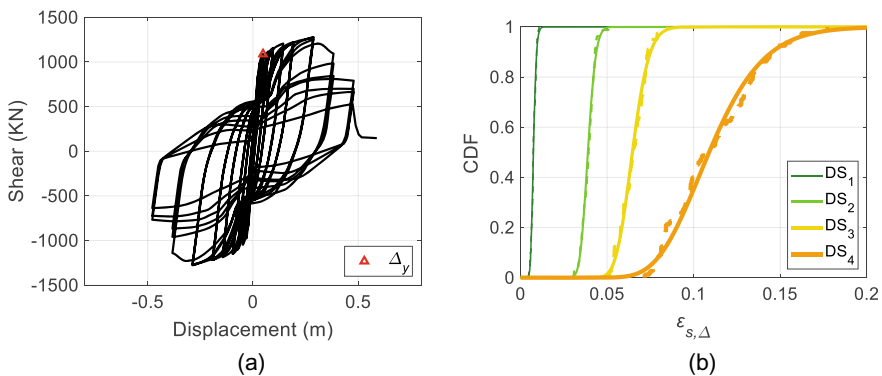 1500
1000
500
0
-500
-1000
-1500
Shear (KN)
-0.5 0 0.5
Displacement (m)
Δy
(a)
1
0.8
0.6
0.4
0.2
0
CDF
0 0.05 0.1 0.15 0.2
εs,Δ
DS1
DS2
DS3
DS4
(b)